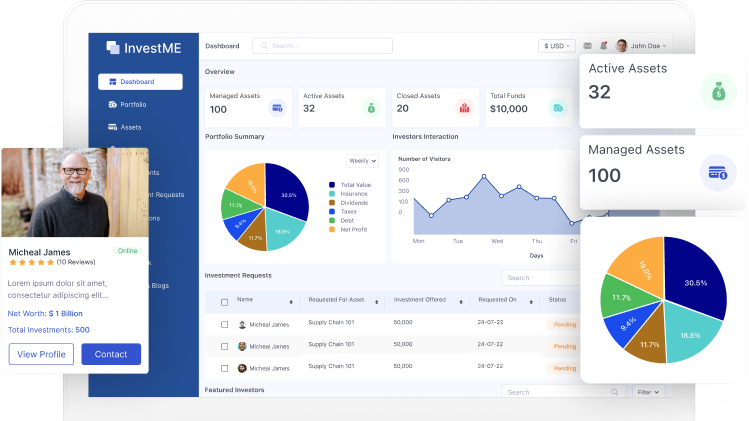 InvestME
Dashboard
Search...
$ USD
John Doe
Dashboard
Portfolio
Assets
Overview
Managed Assets
100
Active Assets
32
Closed Assets
20
Total Funds
$10,000
Active Assets
32
Managed Assets
100
Portfolio Summary
Weekly
30.5%
18.8%
11.7%
9.4%
11.7%
19.0%
Total Value
Insurance
Dividends
Taxes
Debt
Net Profit
Investors Interaction
Number of Visitors
900
600
300
200
100
0
Mon
Tue
Wed
Thu
Fri
Days
nts
nt Requests
ons
k
Blogs
Micheal James
Online
(10 Reviews)
Lorem ipsum dolor sit amet,
consectetur adipiscing elit...
Net Worth: $ 1 Billion
Total Investments: 500
View Profile
Contact
Investment Requests
Search
Name
Requested For Asset
Investment Offered
Requested On
Status
Micheal James
Supply Chain 101
50,000
24-07-22
Pending
Micheal James
Supply Chain 101
50,000
24-07-22
Pending
Micheal James
Supply Chain 101
50,000
24-07-22
Pending
Featured Investors
Search
Filter
30.5%
18.8%
11.7%
9.4%
11.7%
19.0%